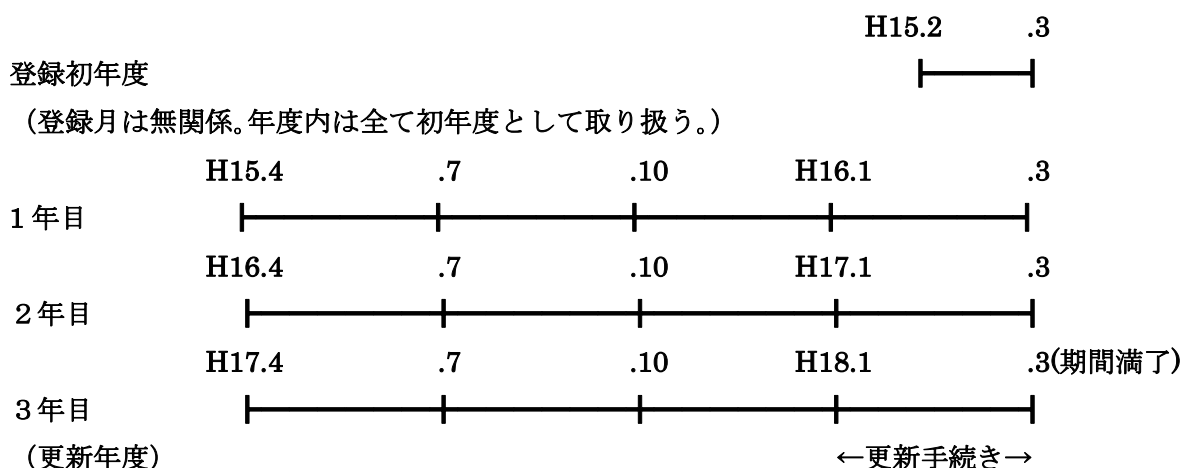 H15.2 .3
登録初年度
（登録月は無関係。年度内は全て初年度として取り扱う。）
H15.4 .7 .10 H16.1 .3
1年目
H16.4 .7 .10 H17.1 .3
２年目
H17.4 .7 .10 H18.1 .3(期間満了)
３年目
（更新年度） ←更新手続き→